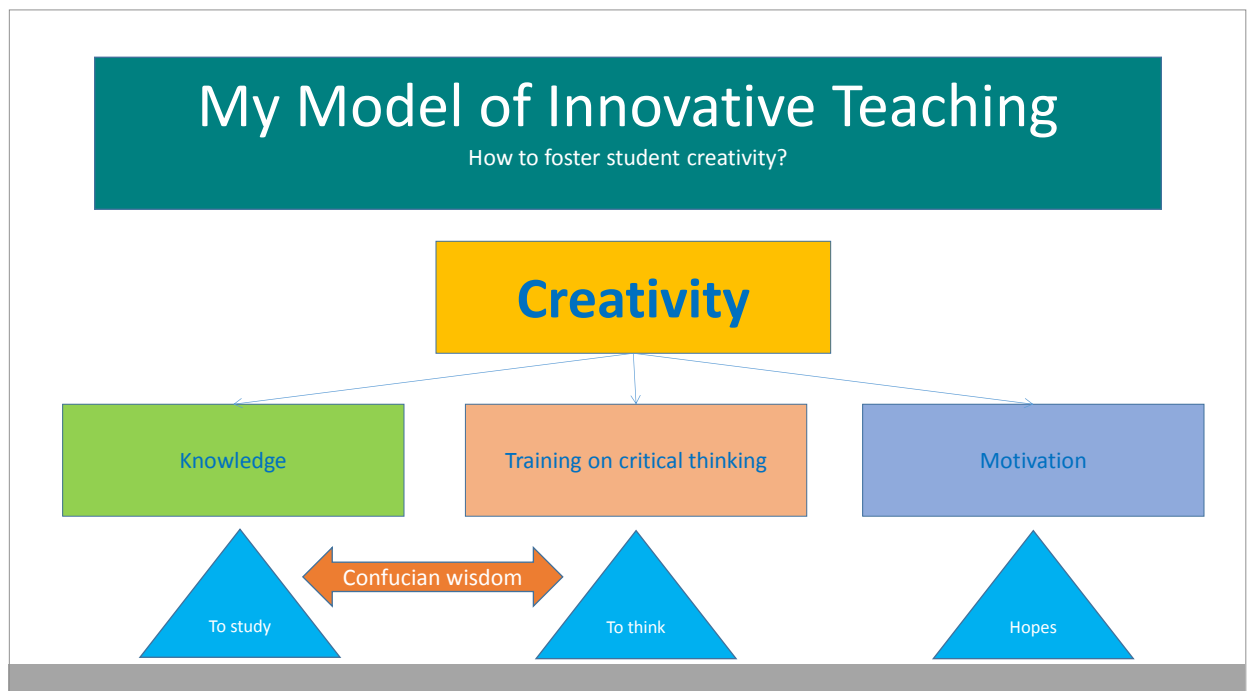 My Model of Innovative Teaching
How to foster student creativity?
Creativity
Knowledge
Training on critical thinking
Motivation
Confucian wisdom
To study
To think
Hopes